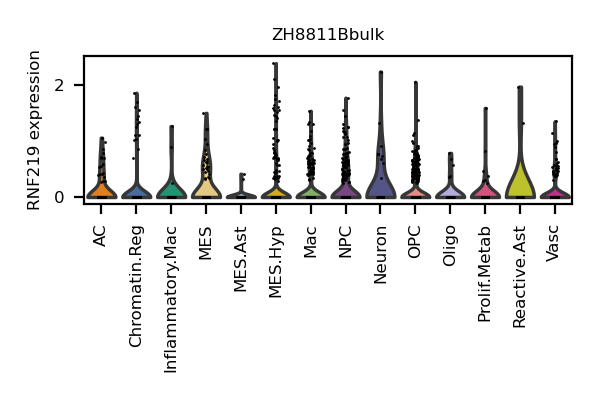 ZH8811Bbulk
RNF219 expression
2
0
AC
Chromatin.Reg
Inflammatory.Mac
MES
MES.Ast
MES.Hyp
Mac
NPC
Neuron
OPC
Oligo
Prolif.Metab
Reactive.Ast
Vasc